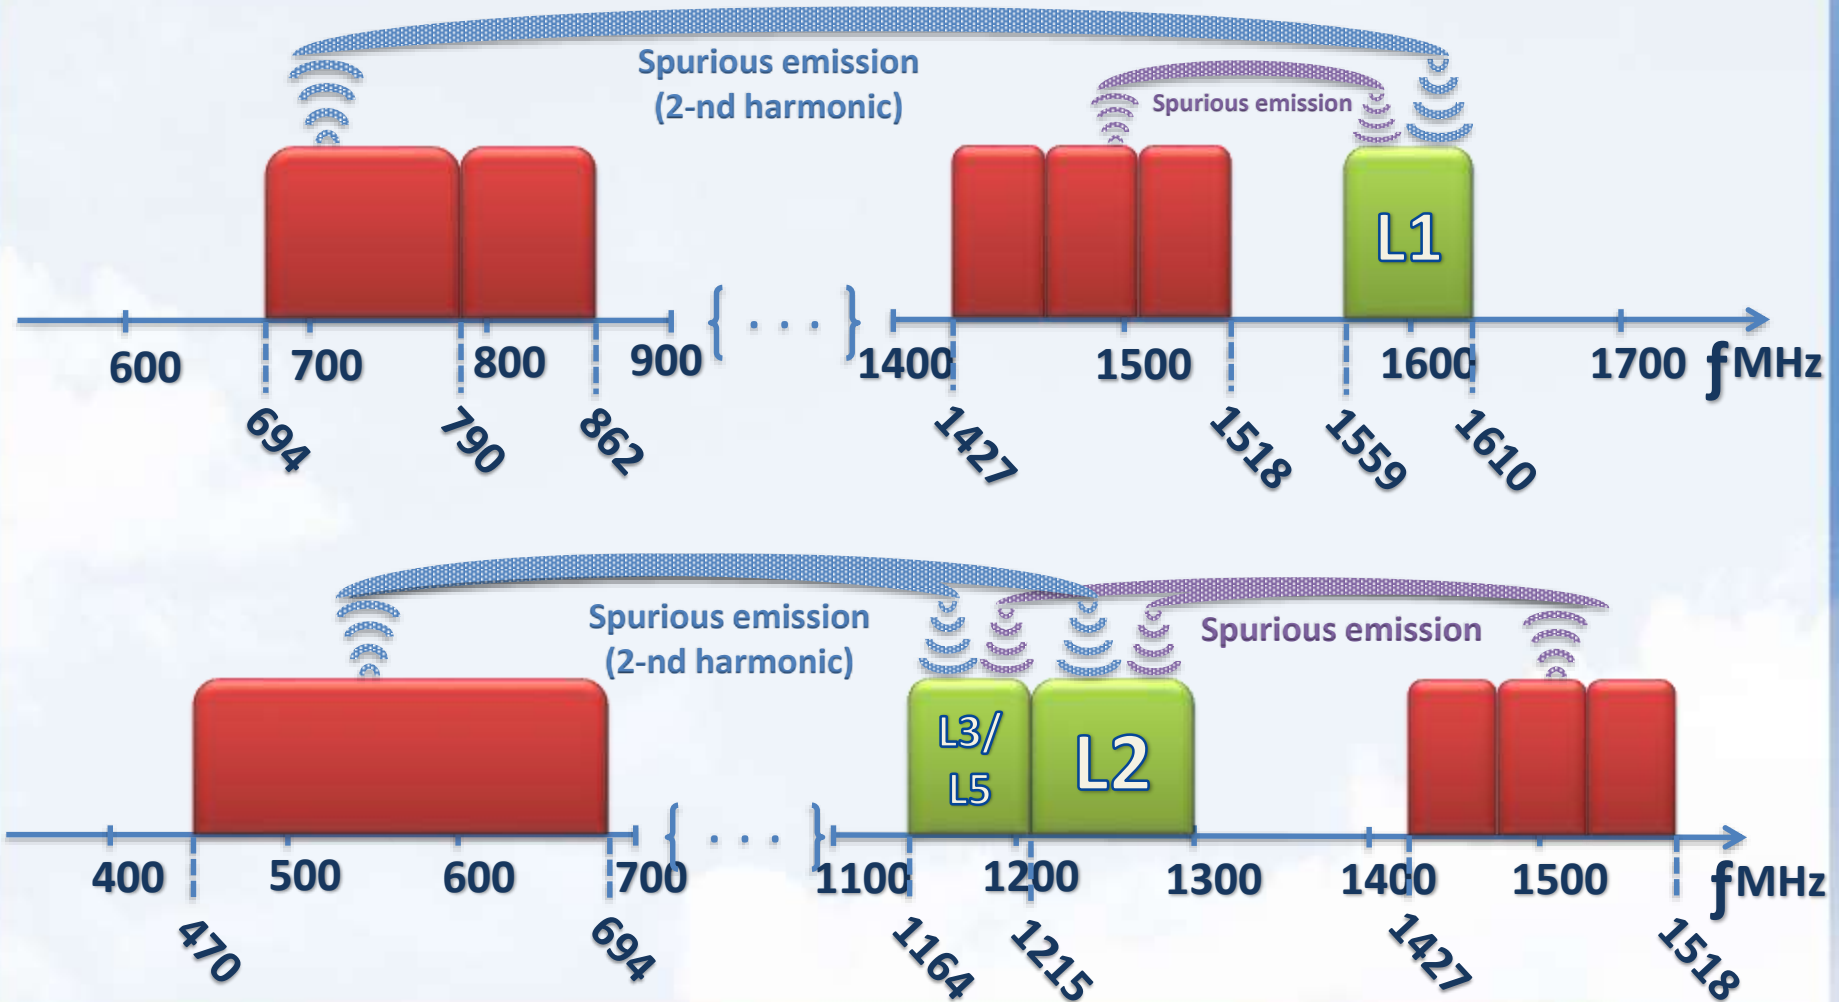 Spurious emission
(2-nd harmonic)
Spurious emission
L1
{ . . . }
600 700 800 900 1400 1500 1600 1700 ƒ MHz
694 790 862 1427 1518 1559 1610
Spurious emission
(2-nd harmonic)
Spurious emission
L3/
L5
L2
{ . . . }
400 500 600 700 1100 1200 1300 1400 1500 ƒ MHz
470 694 1164 1215 1427 1518